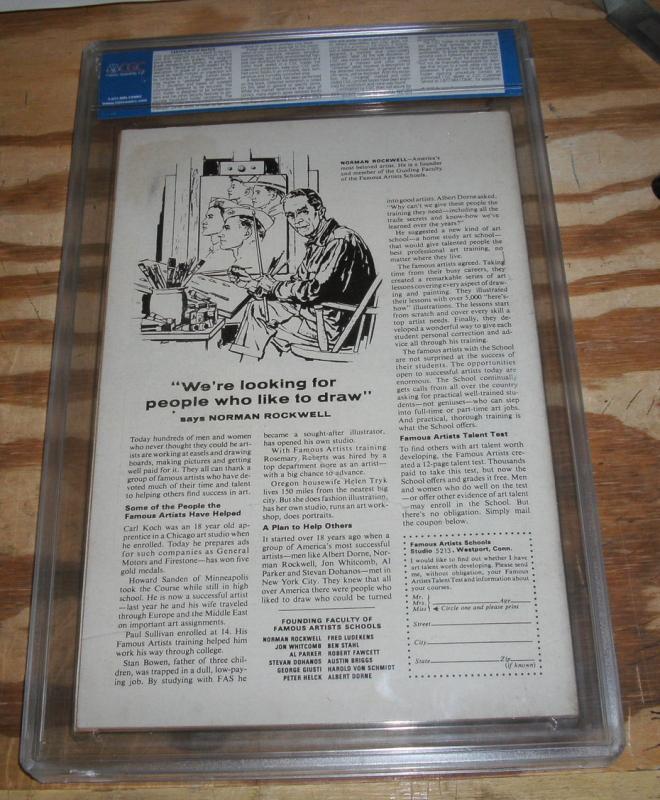 CGC
NORMAN ROCKWELL—America's
most beloved artist. He is a founder
and member of the Guiding Faculty
of the Famous Artists Schools.
"We're looking for
people who like to draw"
says NORMAN ROCKWELL
Today hundreds of men and women
who never thought they could be art-
ists are working at easels and drawing
boards, making pictures and getting
well paid for it. They all can thank a
group of famous artists who have de-
voted much of their time and talent
to helping others find success in art.
Some of the People the
Famous Artists Have Helped
Carl Koch was an 18 year old ap-
prentice in a Chicago art studio when
he enrolled. Today he prepares ads
for such companies as General
Motors and Firestone—has won five
gold medals.
Howard Sanden of Minneapolis
took the Course while still in high
school. He is now a successful artist
—last year he and his wife traveled
through Europe and the Middle East
on important art assignments.
Paul Sullivan enrolled at 14. His
Famous Artists training helped him
work his way through college.
Stan Bowen, father of three chil-
dren, was trapped in a dull, low-pay-
ing job. By studying with FAS he
became a sought-after illustrator,
has opened his own studio.
With Famous Artists training
Rosemary Roberts was hired by a
top department store as an artist—
with a big chance to advance.
Oregon housewife Helen Tryk
lives 150 miles from the nearest big
city. But she does fashion illustration,
has her own studio, runs an art work-
shop, does portraits.
A Plan to Help Others
It started over 18 years ago when a
group of America's most successful
artists—men like Albert Dorne, Nor-
man Rockwell, Jon Whitcomb, Al
Parker and Stevan Dohanos—met in
New York City. They knew that all
over America there were people who
liked to draw who could be turned
FOUNDING FACULTY OF
FAMOUS ARTISTS SCHOOLS
NORMAN ROCKWELL FRED LUDEKENS
JON WHITCOMB BEN STAHL
AL PARKER ROBERT FAWCETT
STEVAN DOHANOS AUSTIN BRIGGS
GEORGE GIUSTI HAROLD VON SCHMIDT
PETER HELCK ALBERT DORNE
into good artists. Albert Dorne asked,
"Why can't we give these people the
training they need—including all the
trade secrets and know-how we've
learned over the years?"
He suggested a new kind of art
school—a home study art school—
that would give talented people the
best professional art training, no
matter where they live.
The famous artists agreed. Taking
time from their busy careers, they
created a remarkable series of art
lessons covering every aspect of draw-
ing and painting. They illustrated
their lessons with over 5,000 "here's-
how" illustrations. The lessons start
from scratch and cover every skill a
top artist needs. Finally, they de-
veloped a wonderful way to give each
student personal correction and ad-
vice all through his training.
The famous artists with the School
are not surprised at the success of
their students. The opportunities
open to successful artists today are
enormous. The School continually
gets calls from all over the country
asking for practical well-trained stu-
dents—not geniuses—who can step
into full-time or part-time art jobs.
And practical, thorough training is
what the School offers.
Famous Artists Talent Test
To find others with art talent worth
developing, the Famous Artists cre-
ated a 12-page talent test. Thousands
paid to take this test, but now the
School offers and grades it free. Men
and women who do well on the test
—or offer other evidence of art talent
—may enroll in the School. But
there's no obligation. Simply mail
the coupon below.
Famous Artists Schools
Studio 5213, Westport, Conn.
I would like to find out whether I have
art talent worth developing. Please send
me, without obligation, your Famous
Artists Talent Test and information about
your courses.
Mr.
Mrs. Age
Miss Circle one and please print
Street
City
State Zip
(if known)